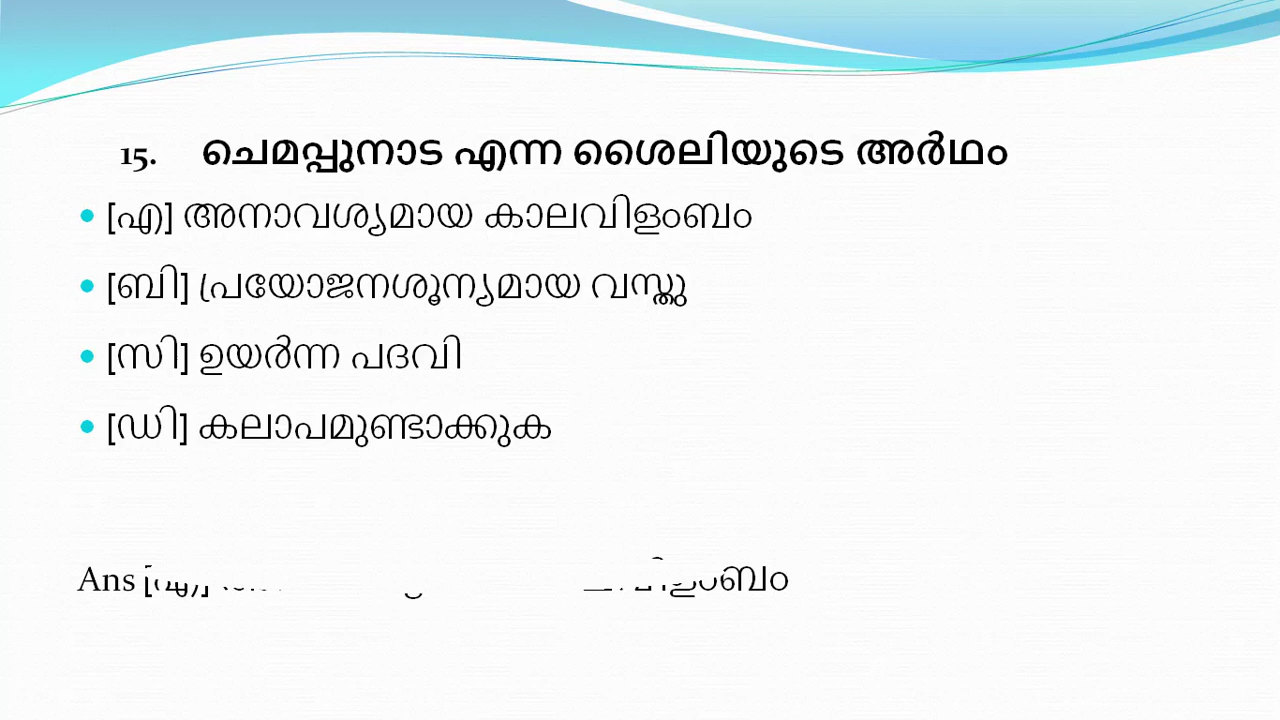 15. ചെമപ്പുനാട എന്ന ശൈലിയുടെ അർഥം
[എ] അനാവശ്യമായ കാലവിളംബം
[ബി] പ്രയോജനശൂന്യമായ വസ്തു
[സി] ഉയർന്ന പദവി
[ഡി] കലാപമുണ്ടാക്കുക
Ans [എ]